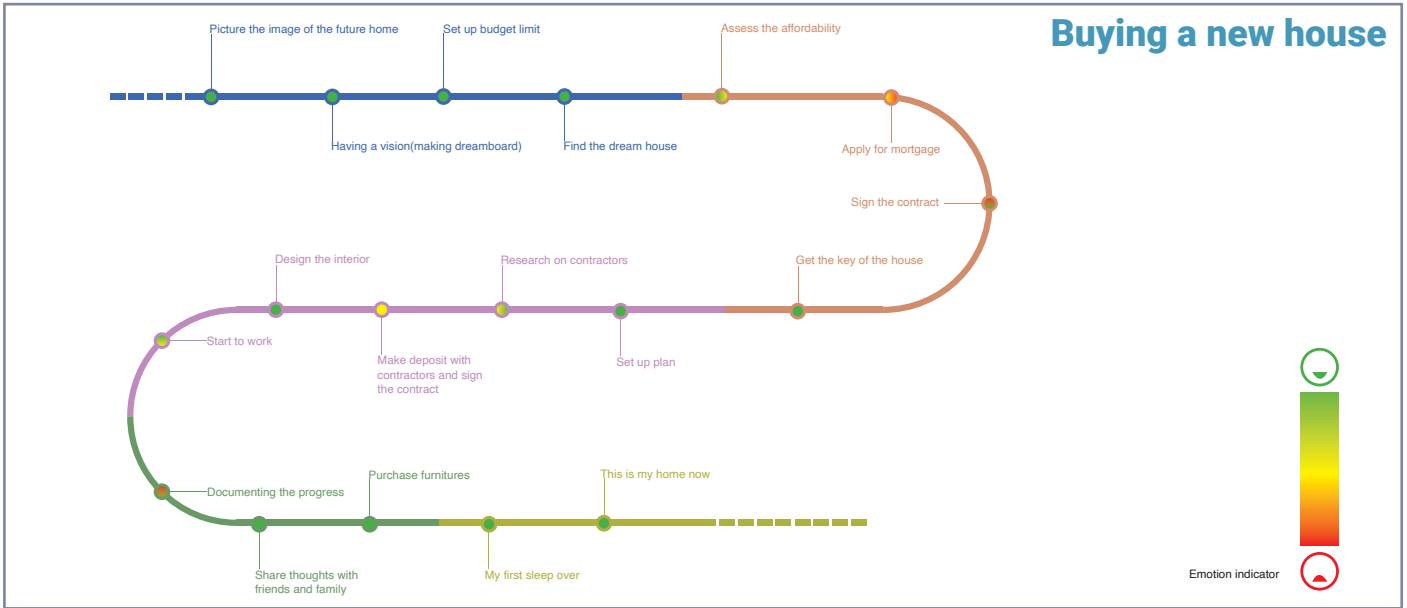 Buying a new house
Picture the image of the future home
Set up budget limit
Assess the affordability
Having a vision(making dreamboard)
Find the dream house
Apply for mortgage
Sign the contract
Get the key of the house
Research on contractors
Design the interior
Set up plan
Make deposit with
contractors and sign
the contract
Start to work
Documenting the progress
Purchase furnitures
This is my home now
Share thoughts with
friends and family
My first sleep over
Emotion indicator